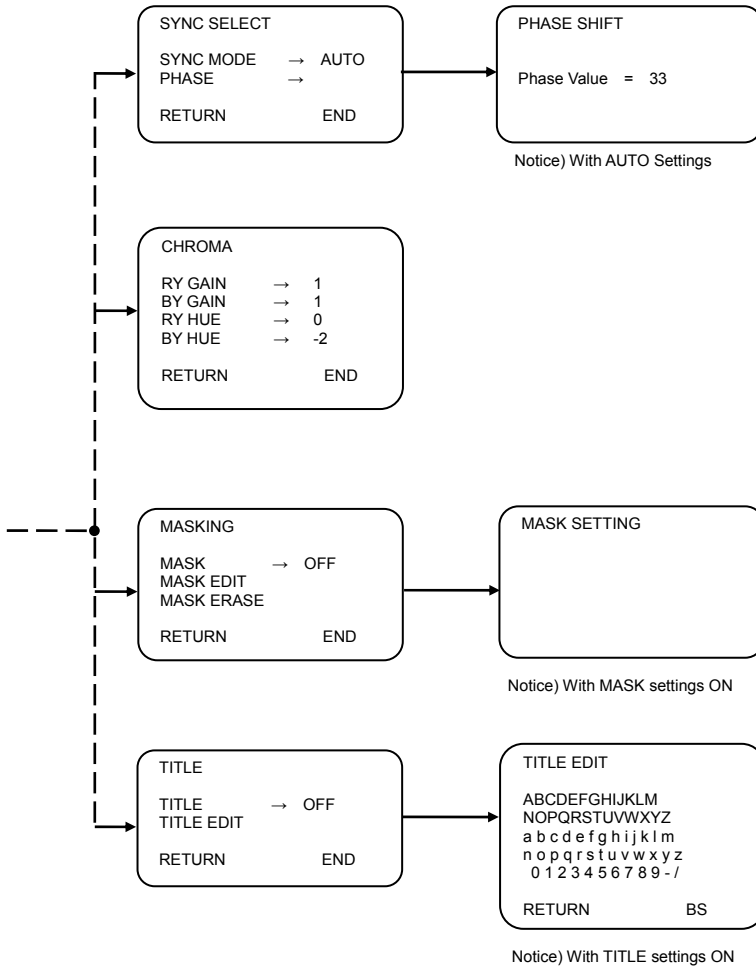 SYNC SELECT
SYNC MODE → AUTO
PHASE →
RETURN END
PHASE SHIFT
Phase Value = 33
Notice) With AUTO Settings
CHROMA
RY GAIN → 1
BY GAIN → 1
RY HUE → 0
BY HUE → -2
RETURN END
MASKING
MASK → OFF
MASK EDIT
MASK ERASE
RETURN END
MASK SETTING
Notice) With MASK settings ON
TITLE
TITLE → OFF
TITLE EDIT
RETURN END
TITLE EDIT
ABCDEFGHIJKLM
NOPQRSTUVWXYZ
a b c d e f g h i j k l m
n o p q r s t u v w x y z
0 1 2 3 4 5 6 7 8 9 - /
RETURN BS
Notice) With TITLE settings ON